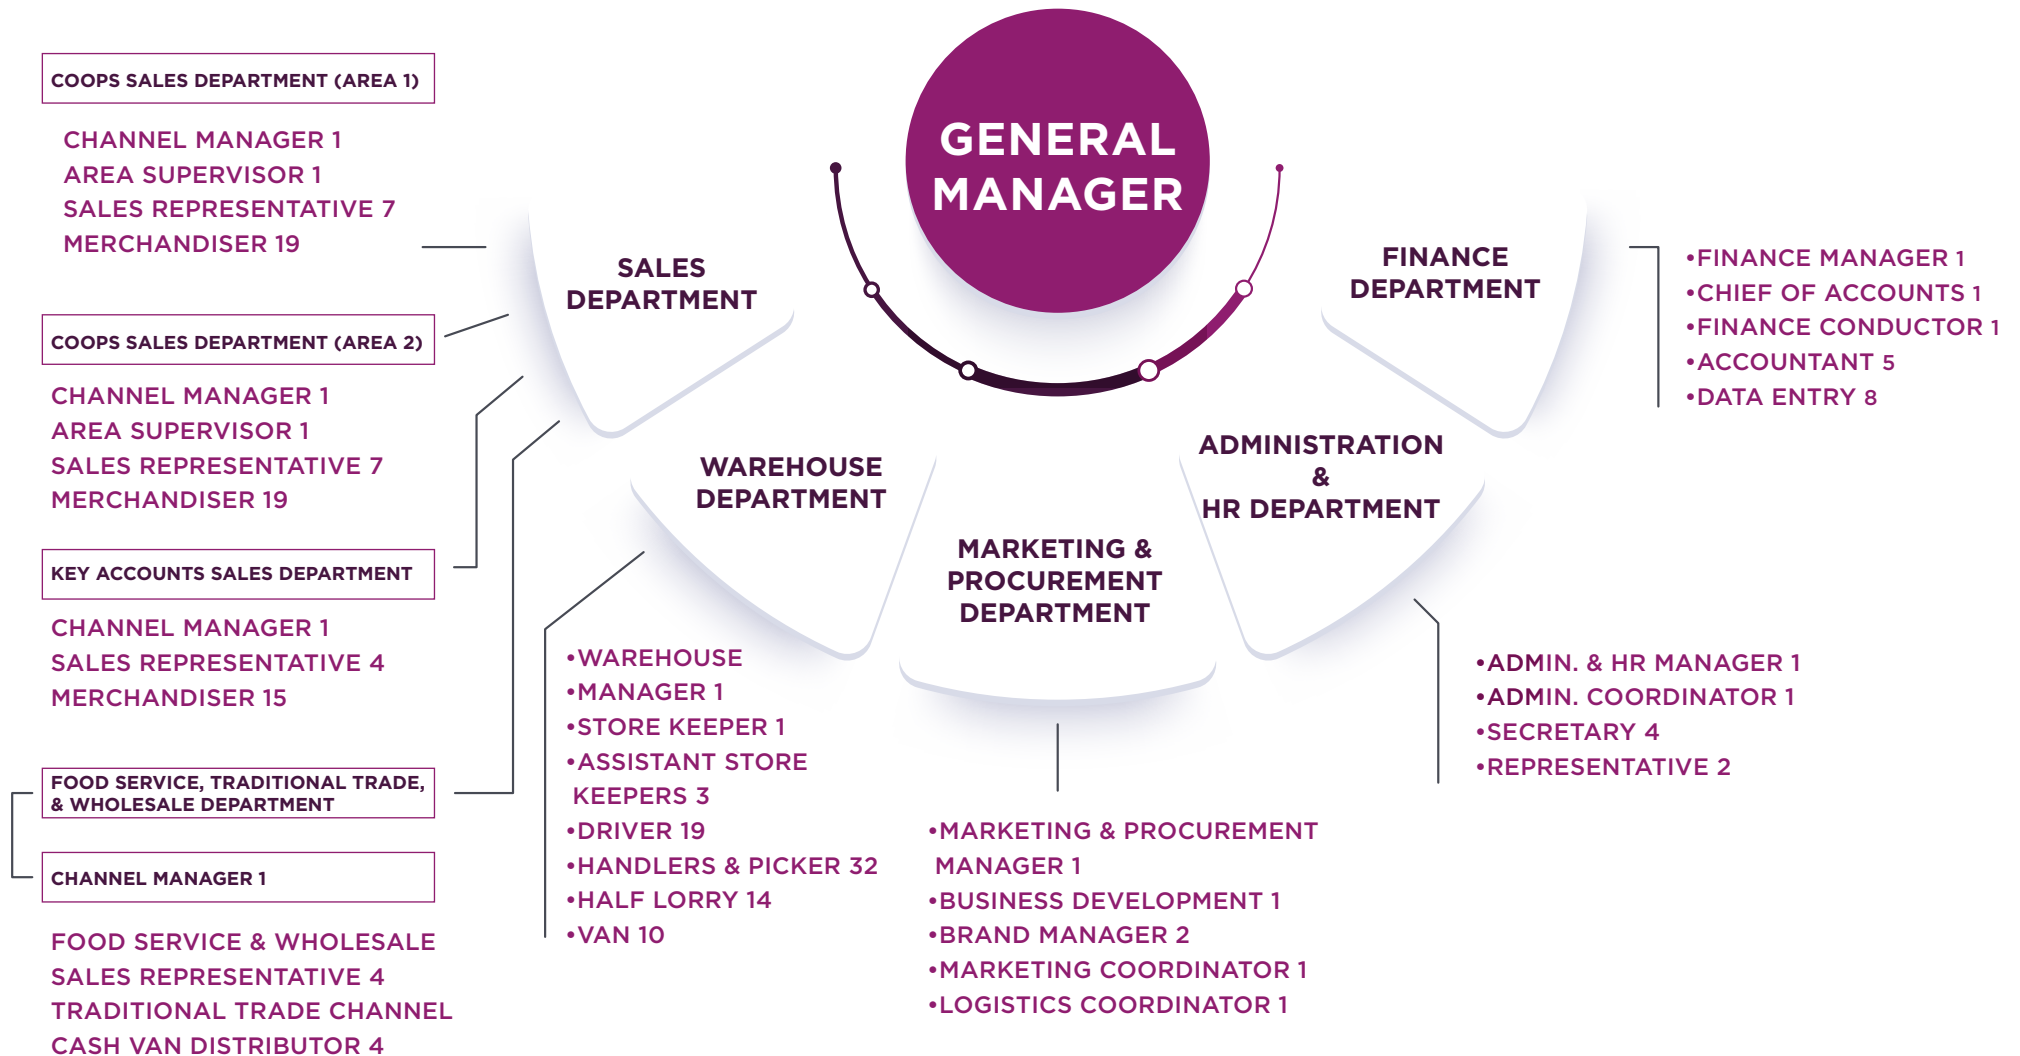 GENERAL
MANAGER
COOPS SALES DEPARTMENT (AREA 1)
CHANNEL MANAGER 1
AREA SUPERVISOR 1
SALES REPRESENTATIVE 7
MERCHANDISER 19
COOPS SALES DEPARTMENT (AREA 2)
CHANNEL MANAGER 1
AREA SUPERVISOR 1
SALES REPRESENTATIVE 7
MERCHANDISER 19
KEY ACCOUNTS SALES DEPARTMENT
CHANNEL MANAGER 1
SALES REPRESENTATIVE 4
MERCHANDISER 15
FOOD SERVICE, TRADITIONAL TRADE,
& WHOLESALE DEPARTMENT
CHANNEL MANAGER 1
FOOD SERVICE & WHOLESALE
SALES REPRESENTATIVE 4
TRADITIONAL TRADE CHANNEL
CASH VAN DISTRIBUTOR 4
SALES
DEPARTMENT
WAREHOUSE
DEPARTMENT
•WAREHOUSE
•MANAGER 1
•STORE KEEPER 1
•ASSISTANT STORE
KEEPERS 3
•DRIVER 19
•HANDLERS & PICKER 32
•HALF LORRY 14
•VAN 10
MARKETING &
PROCUREMENT
DEPARTMENT
•MARKETING & PROCUREMENT
MANAGER 1
•BUSINESS DEVELOPMENT 1
•BRAND MANAGER 2
•MARKETING COORDINATOR 1
•LOGISTICS COORDINATOR 1
ADMINISTRATION
&
HR DEPARTMENT
•ADMIN. & HR MANAGER 1
•ADMIN. COORDINATOR 1
•SECRETARY 4
•REPRESENTATIVE 2
FINANCE
DEPARTMENT
•FINANCE MANAGER 1
•CHIEF OF ACCOUNTS 1
•FINANCE CONDUCTOR 1
•ACCOUNTANT 5
•DATA ENTRY 8